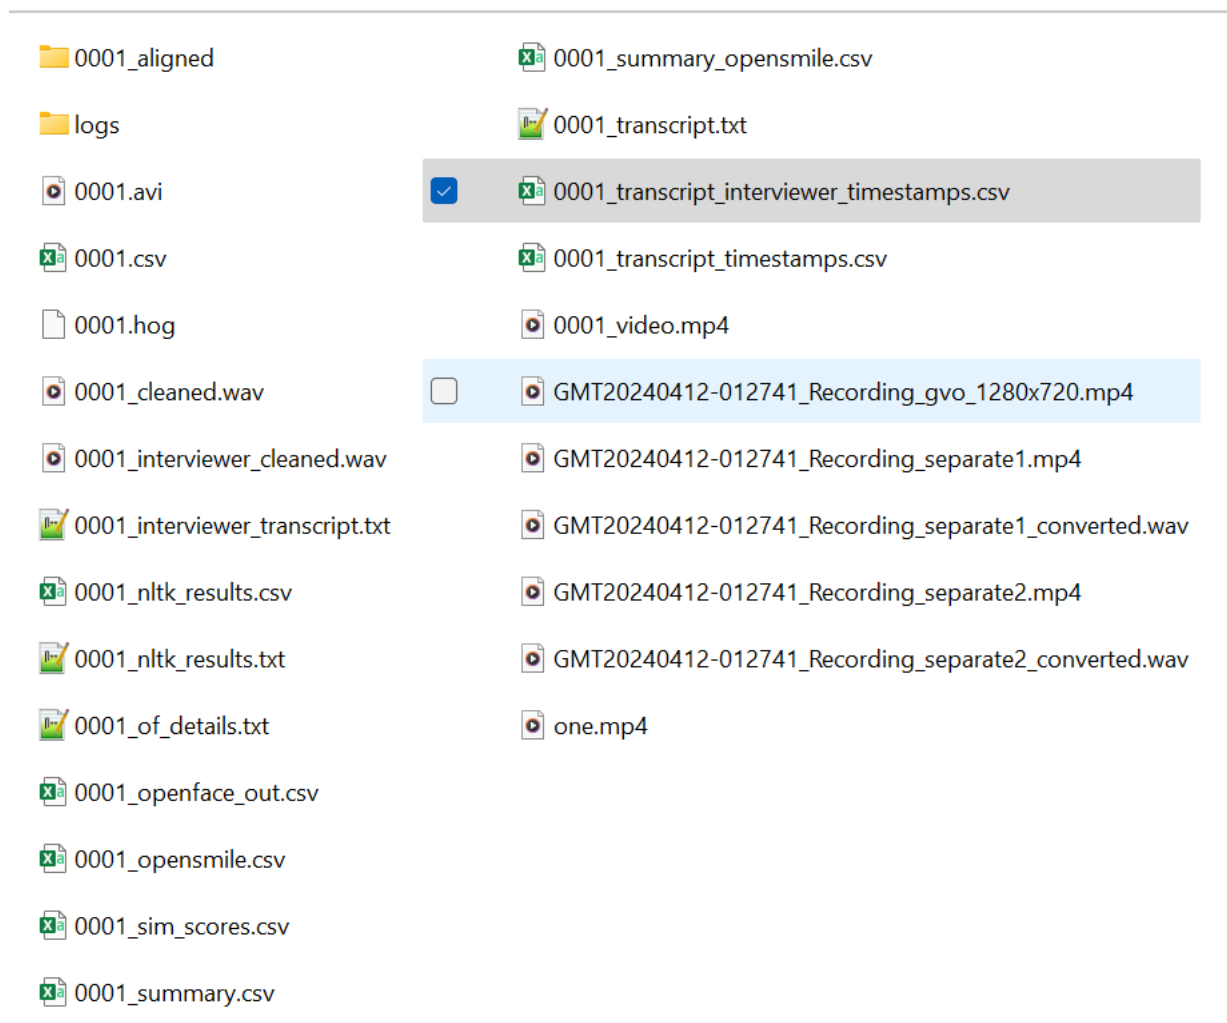 0001_aligned
logs
0001.avi
0001.csv
0001.hog
0001_cleaned.wav
0001_interviewer_cleaned.wav
0001_interviewer_transcript.txt
0001_nltk_results.csv
0001_nltk_results.txt
0001_of_details.txt
0001_openface_out.csv
0001_opensmile.csv
0001_sim_scores.csv
0001_summary.csv
0001_summary_opensmile.csv
0001_transcript.txt
0001_transcript_interviewer_timestamps.csv
0001_transcript_timestamps.csv
0001_video.mp4
GMT20240412-012741_Recording_gvo_1280x720.mp4
GMT20240412-012741_Recording_separate1.mp4
GMT20240412-012741_Recording_separate1_converted.wav
GMT20240412-012741_Recording_separate2.mp4
GMT20240412-012741_Recording_separate2_converted.wav
one.mp4